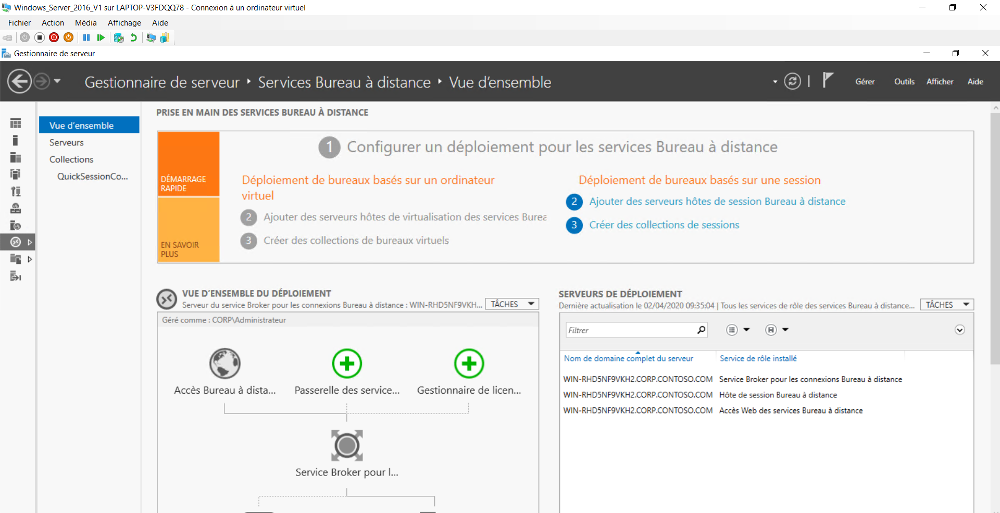 Windows_Server_2016_V1 sur LAPTOP-V3FDQQ78 - Connexion à un ordinateur virtuel
Fichier Action Média Affichage Aide
Gestionnaire de serveur
Gestionnaire de serveur Services Bureau à distance Vue d'ensemble
Gérer Outils Afficher Aide
Vue d'ensemble
Serveurs
Collections
QuickSessionCo...
PRISE EN MAIN DES SERVICES BUREAU À DISTANCE
DÉMARRAGE
RAPIDE
EN SAVOIR
PLUS
1 Configurer un déploiement pour les services Bureau à distance
Déploiement de bureaux basés sur un ordinateur
virtuel
2 Ajouter des serveurs hôtes de virtualisation des services Burea
3 Créer des collections de bureaux virtuels
Déploiement de bureaux basés sur une session
2 Ajouter des serveurs hôtes de session Bureau à distance
3 Créer des collections de sessions
VUE D'ENSEMBLE DU DÉPLOIEMENT
Serveur du service Broker pour les connexions Bureau à distance : WIN-RHD5NF9VKH... TÂCHES
Géré comme : CORP\Administrateur
Accès Bureau à dista... Passerelle des service... Gestionnaire de licen...
Service Broker pour l...
SERVEURS DE DÉPLOIEMENT
Dernière actualisation le 02/04/2020 09:35:04 | Tous les services de rôle des services Bureau à distance... TÂCHES
Filtrer
Nom de domaine complet du serveur Service de rôle installé
WIN-RHD5NF9VKH2.CORP.CONTOSO.COM Service Broker pour les connexions Bureau à distance
WIN-RHD5NF9VKH2.CORP.CONTOSO.COM Hôte de session Bureau à distance
WIN-RHD5NF9VKH2.CORP.CONTOSO.COM Accès Web des services Bureau à distance